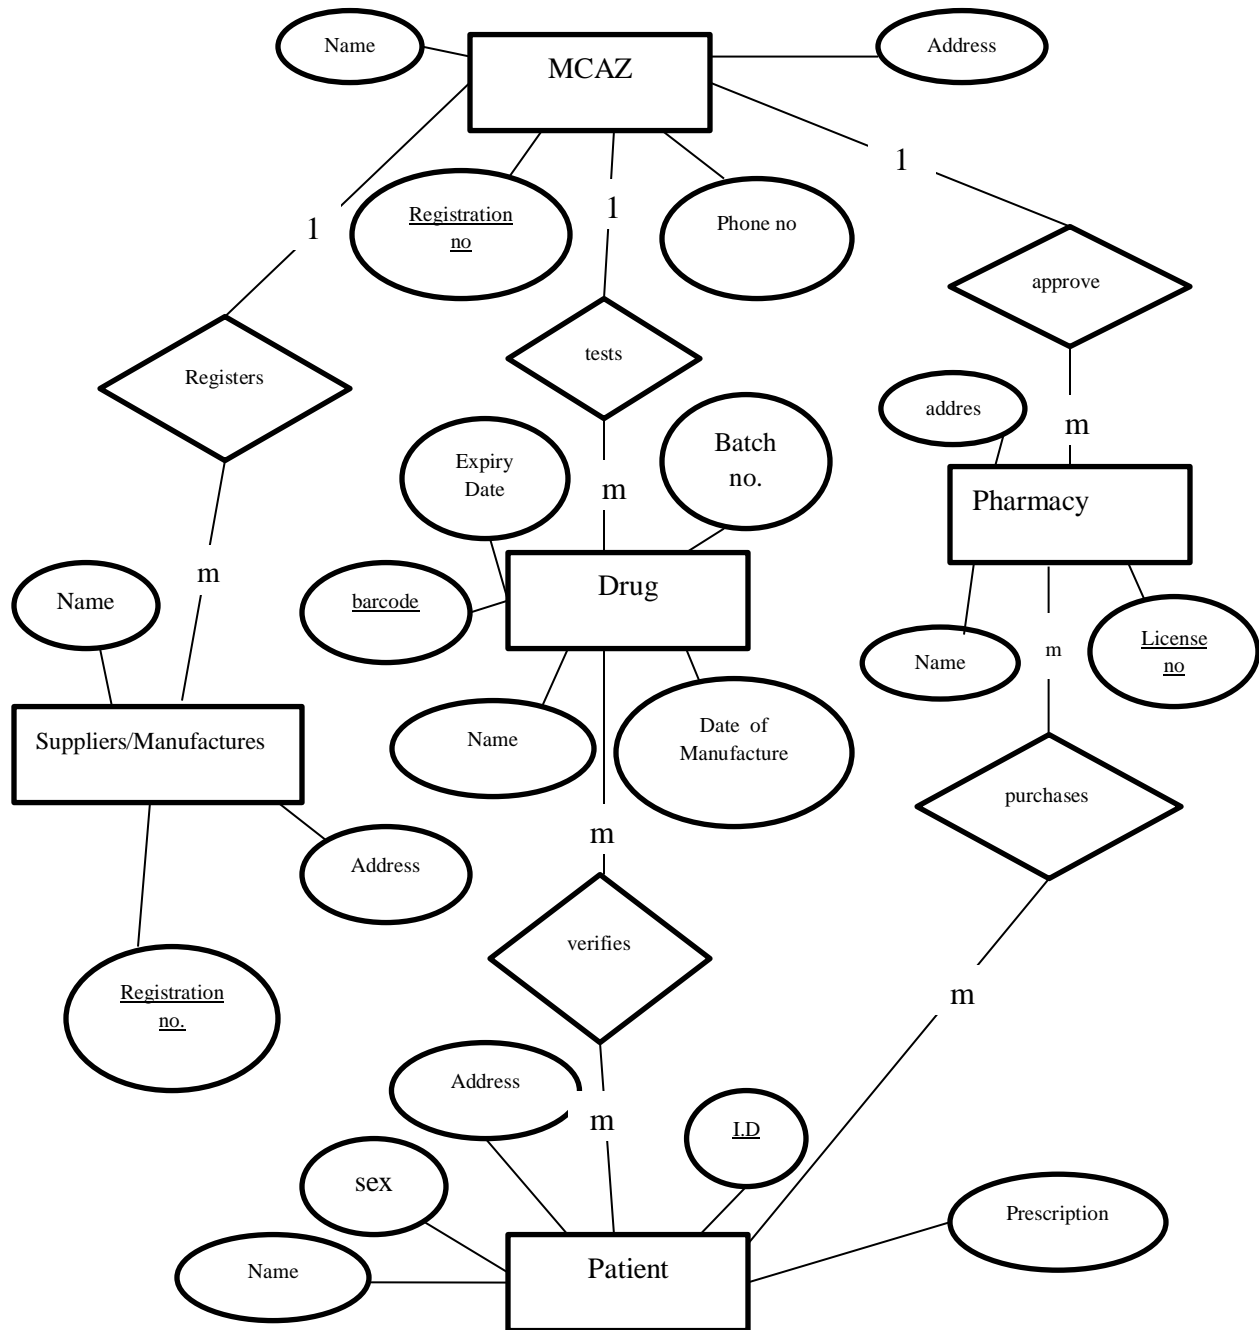 Name
MCAZ
Address
1
1
1
Registration
no
Phone no
approve
Registers
tests
addres
m
Expiry
Date
Batch
no.
m
Pharmacy
m
Name
barcode
Drug
Name
m
License
no
Suppliers/Manufactures
Name
Date of
Manufacture
purchases
m
Address
verifies
Registration
no.
m
Address
m
I.D
sex
Prescription
Name
Patient